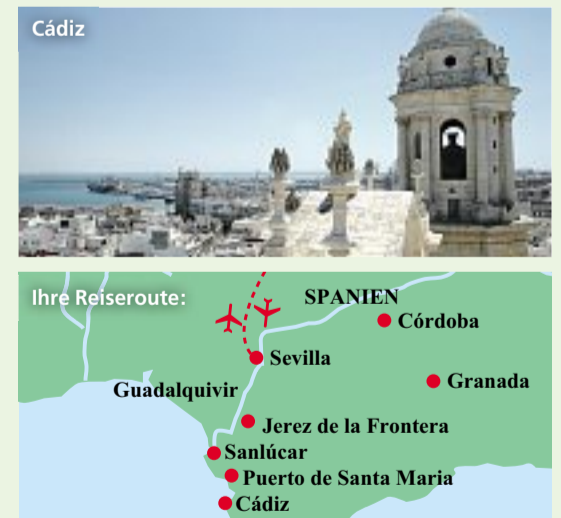 Cádiz
Ihre Reiseroute:
SPANIEN
Córdoba
Sevilla
Granada
Guadalquivir
Jerez de la Frontera
Sanlúcar
Puerto de Santa Maria
Cádiz